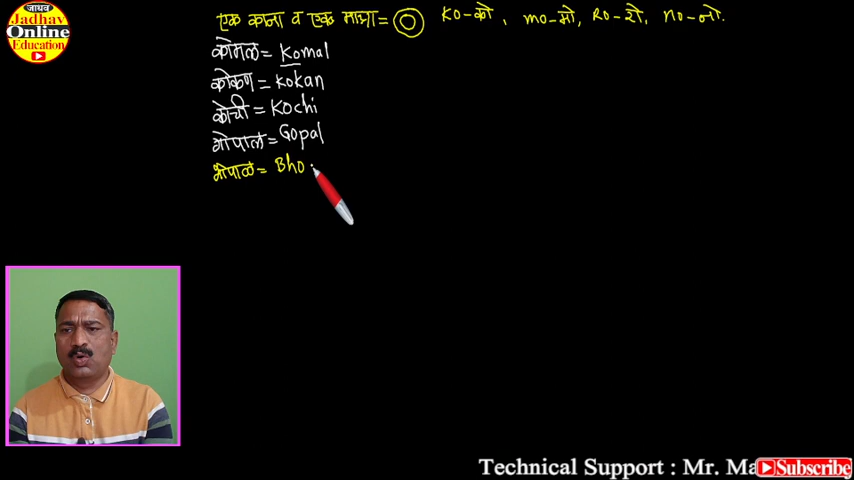 जाधव
Jadhav
Online
Education
एक काना व एक मात्रा = O Ko-को, mo-मो, Ro-रो, no-नो.
कोमल = Komal
कोकण = Kokan
कोची = Kochi
गोपाल = Gopal
भोपाळ = Bho
Technical Support : Mr. Ma
Subscribe